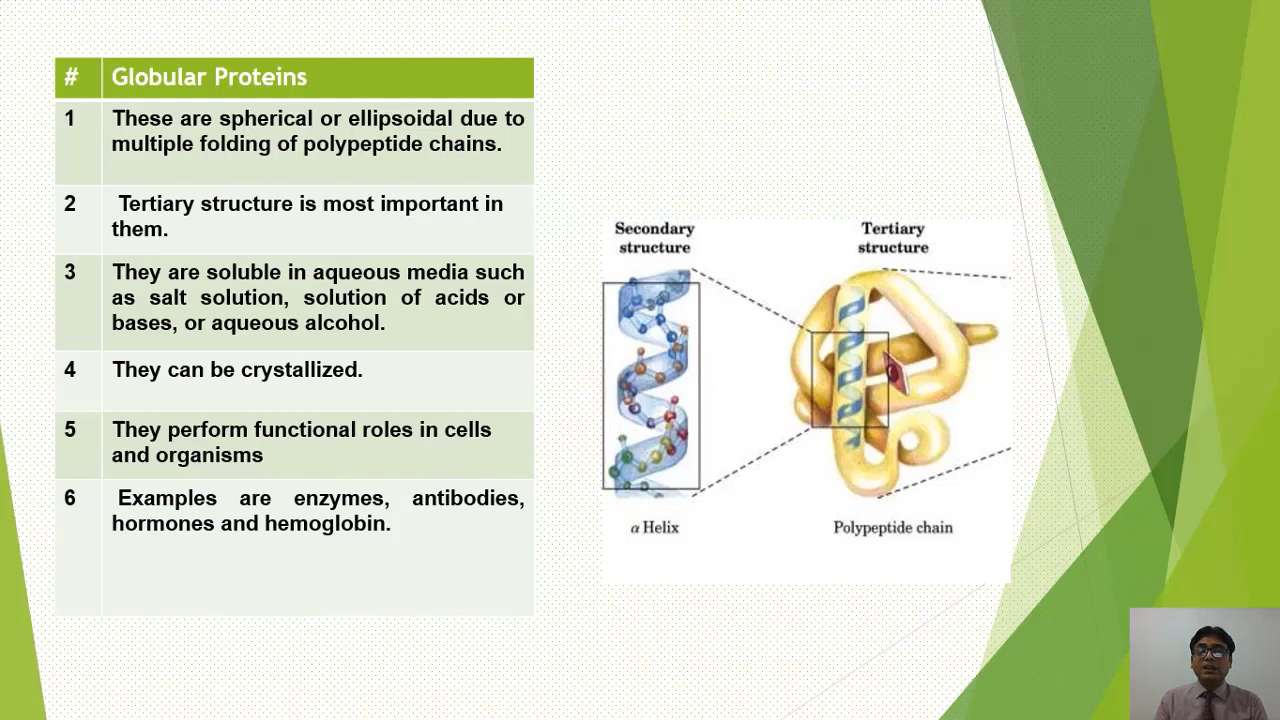 # Globular Proteins
1 These are spherical or ellipsoidal due to
multiple folding of polypeptide chains.
2 Tertiary structure is most important in
them.
3 They are soluble in aqueous media such
as salt solution, solution of acids or
bases, or aqueous alcohol.
4 They can be crystallized.
5 They perform functional roles in cells
and organisms
6 Examples are enzymes, antibodies,
hormones and hemoglobin.
Secondary
structure
Tertiary
structure
α Helix
Polypeptide chain